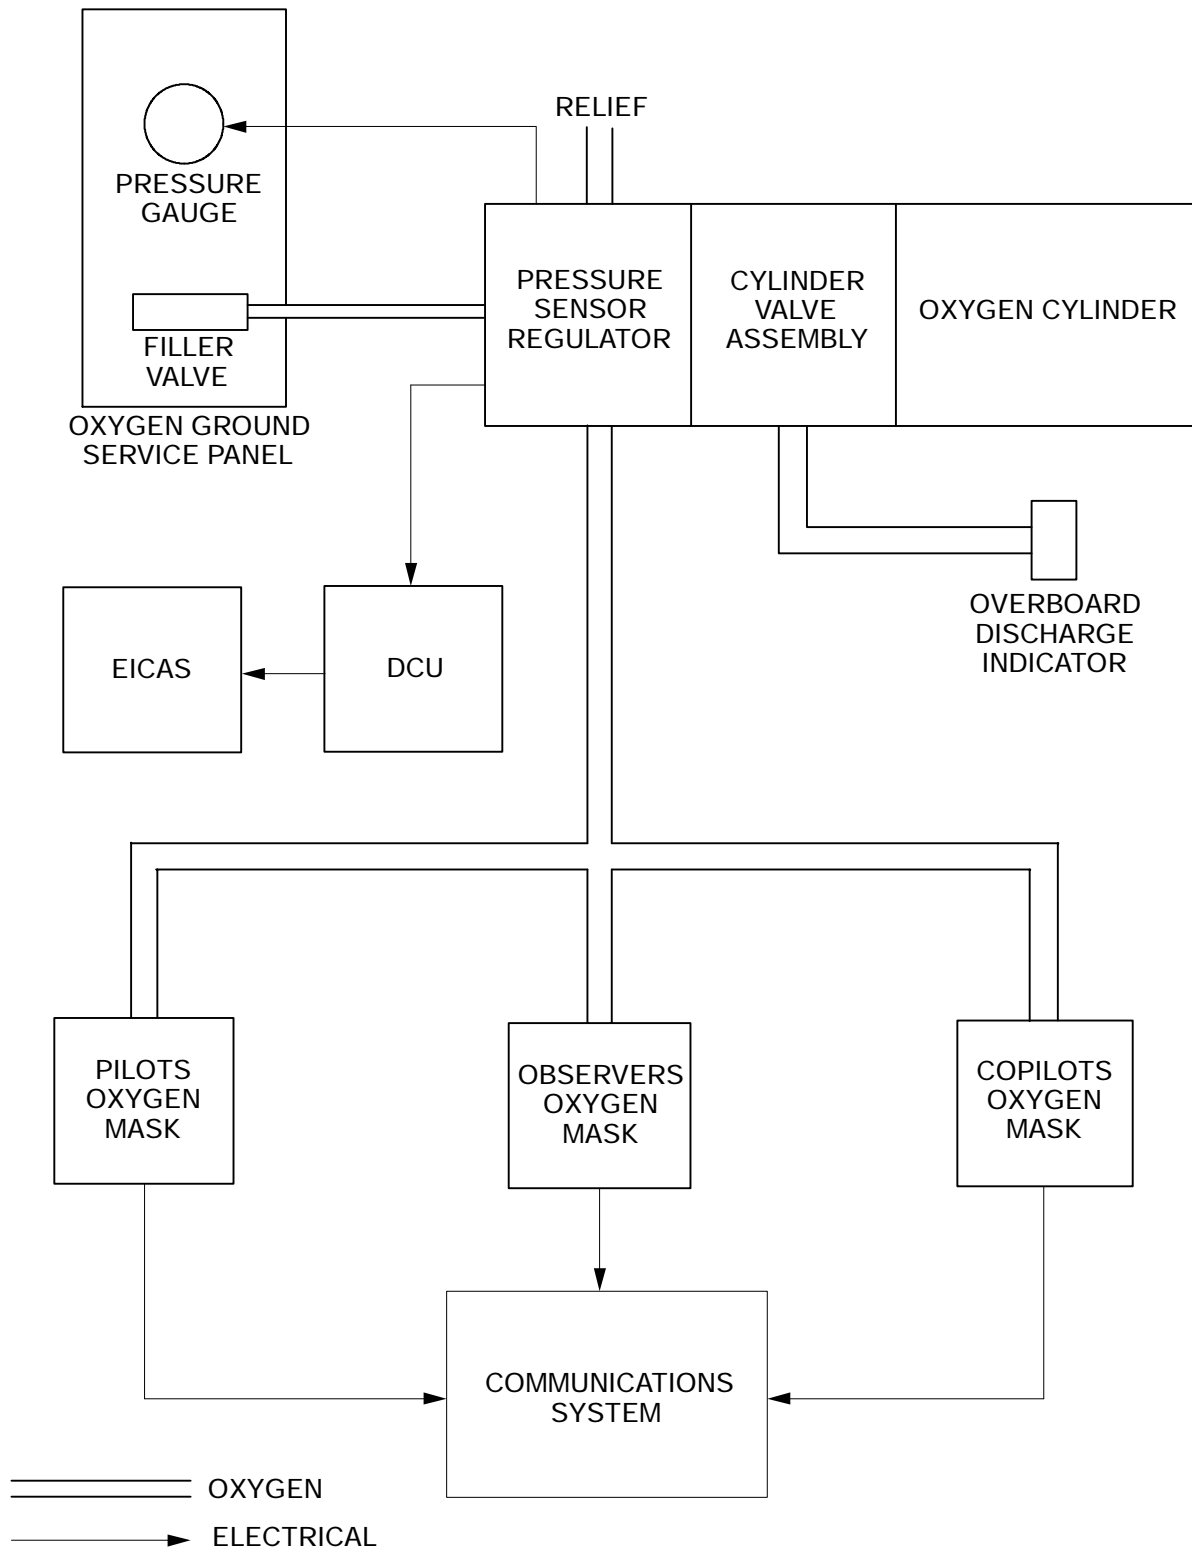 RELIEF
PRESSURE
GAUGE
FILLER
VALVE
OXYGEN GROUND
SERVICE PANEL
PRESSURE
SENSOR
REGULATOR
CYLINDER
VALVE
ASSEMBLY
OXYGEN CYLINDER
OVERBOARD
DISCHARGE
INDICATOR
EICAS
DCU
PILOTS
OXYGEN
MASK
OBSERVERS
OXYGEN
MASK
COPILOTS
OXYGEN
MASK
COMMUNICATIONS
SYSTEM
OXYGEN
ELECTRICAL